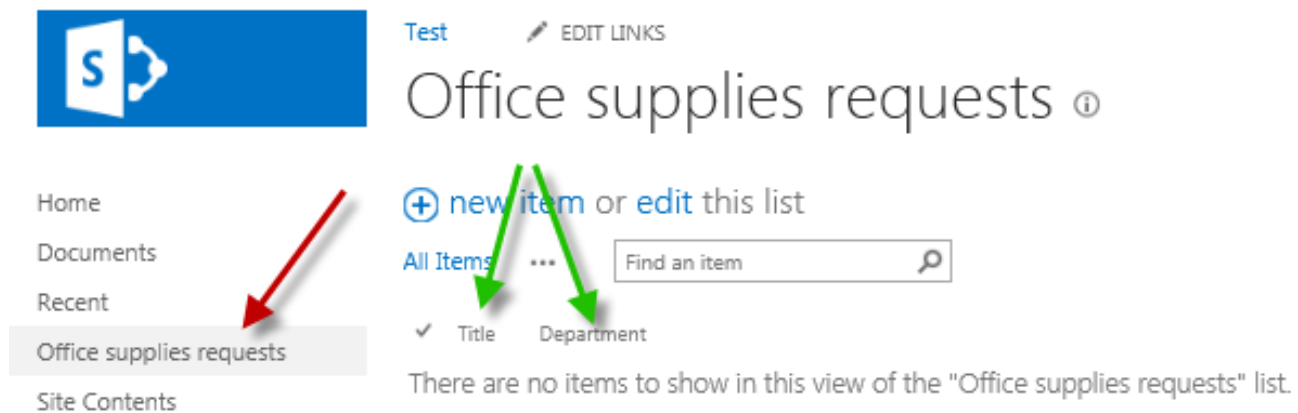 S
Test EDIT LINKS
Office supplies requests
Home
Documents
Recent
Office supplies requests
Site Contents
new item or edit this list
All Items ... Find an item
Title Department
There are no items to show in this view of the "Office supplies requests" list.